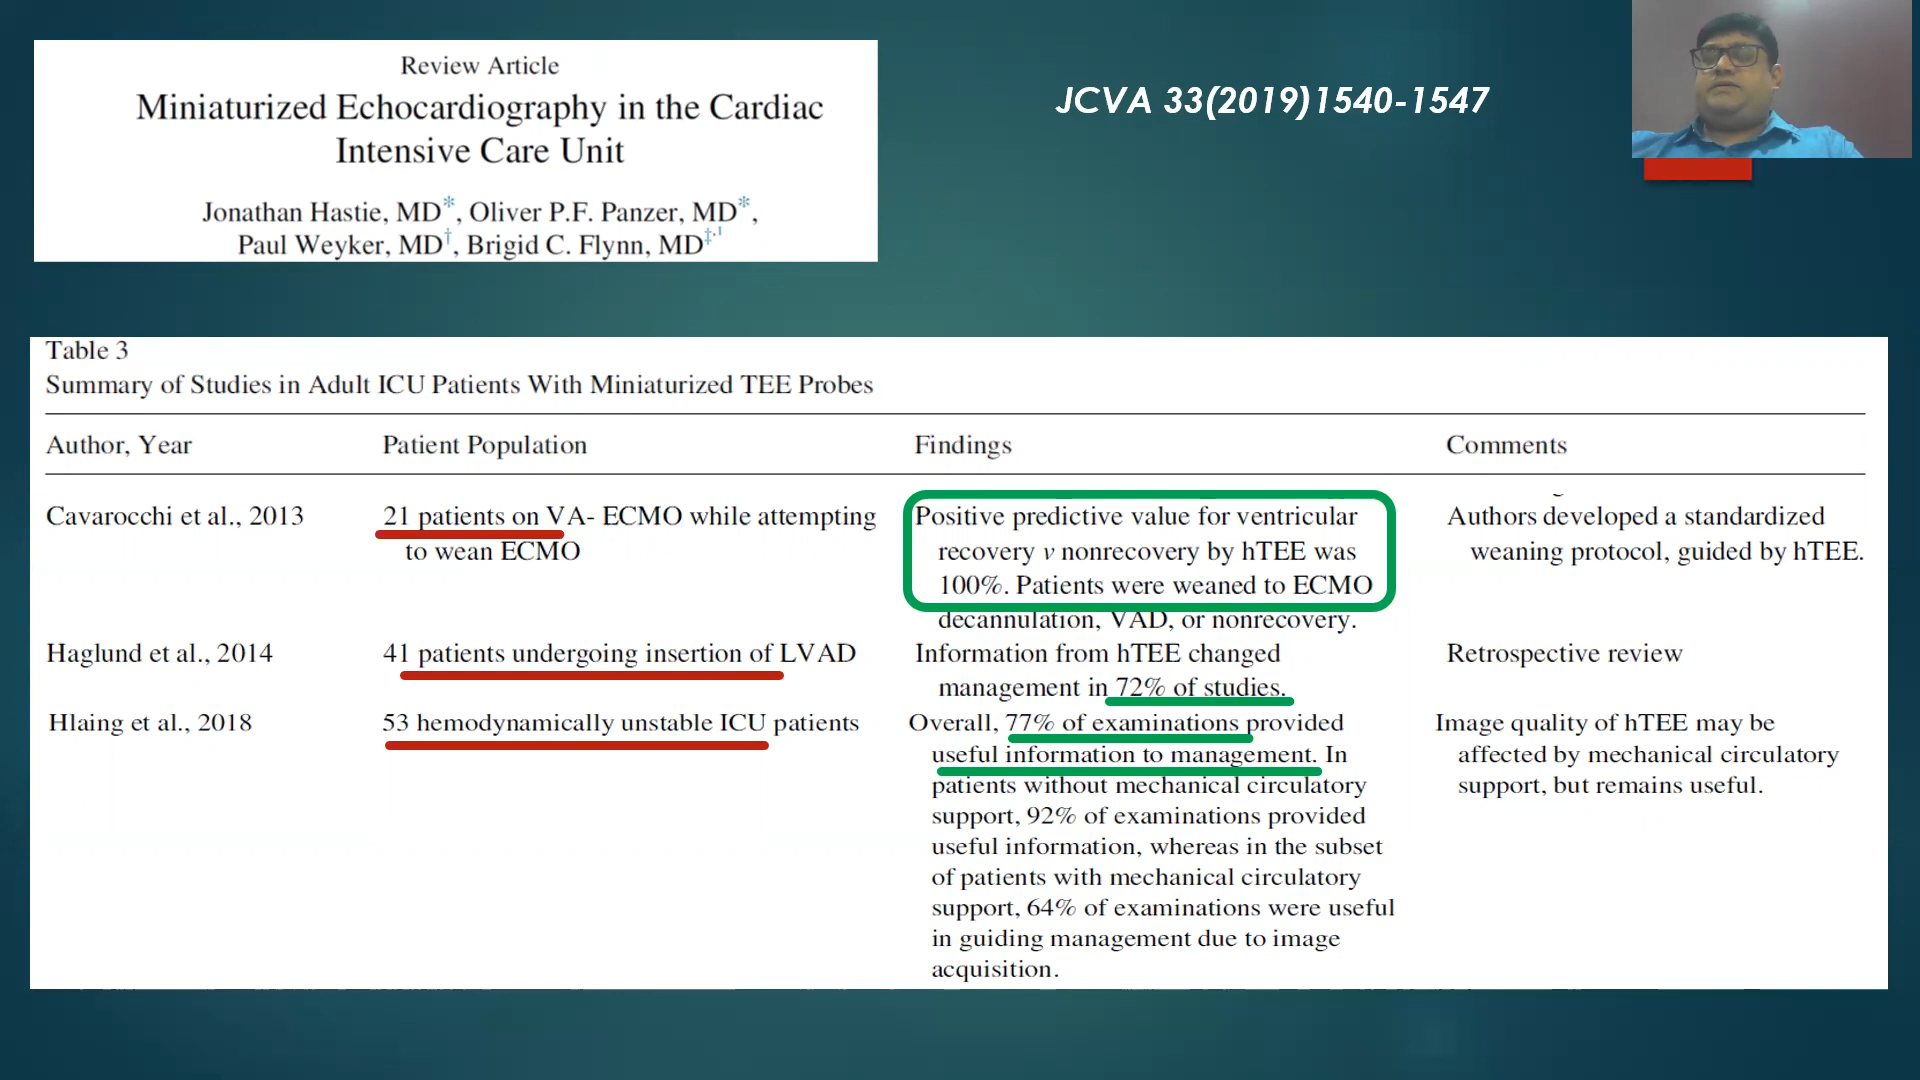 Review Article
Miniaturized Echocardiography in the Cardiac
Intensive Care Unit
Jonathan Hastie, MD*, Oliver P.F. Panzer, MD*,
Paul Weyker, MD†, Brigid C. Flynn, MD‡,1
JCVA 33(2019)1540-1547
Table 3
Summary of Studies in Adult ICU Patients With Miniaturized TEE Probes
Author, Year Patient Population Findings Comments
Cavarocchi et al., 2013
21 patients on VA- ECMO while attempting
to wean ECMO
Positive predictive value for ventricular
recovery v nonrecovery by hTEE was
100%. Patients were weaned to ECMO
decannulation, VAD, or nonrecovery.
Authors developed a standardized
weaning protocol, guided by hTEE.
Haglund et al., 2014
41 patients undergoing insertion of LVAD
Information from hTEE changed
management in 72% of studies.
Retrospective review
Hlaing et al., 2018
53 hemodynamically unstable ICU patients
Overall, 77% of examinations provided
useful information to management. In
patients without mechanical circulatory
support, 92% of examinations provided
useful information, whereas in the subset
of patients with mechanical circulatory
support, 64% of examinations were useful
in guiding management due to image
acquisition.
Image quality of hTEE may be
affected by mechanical circulatory
support, but remains useful.